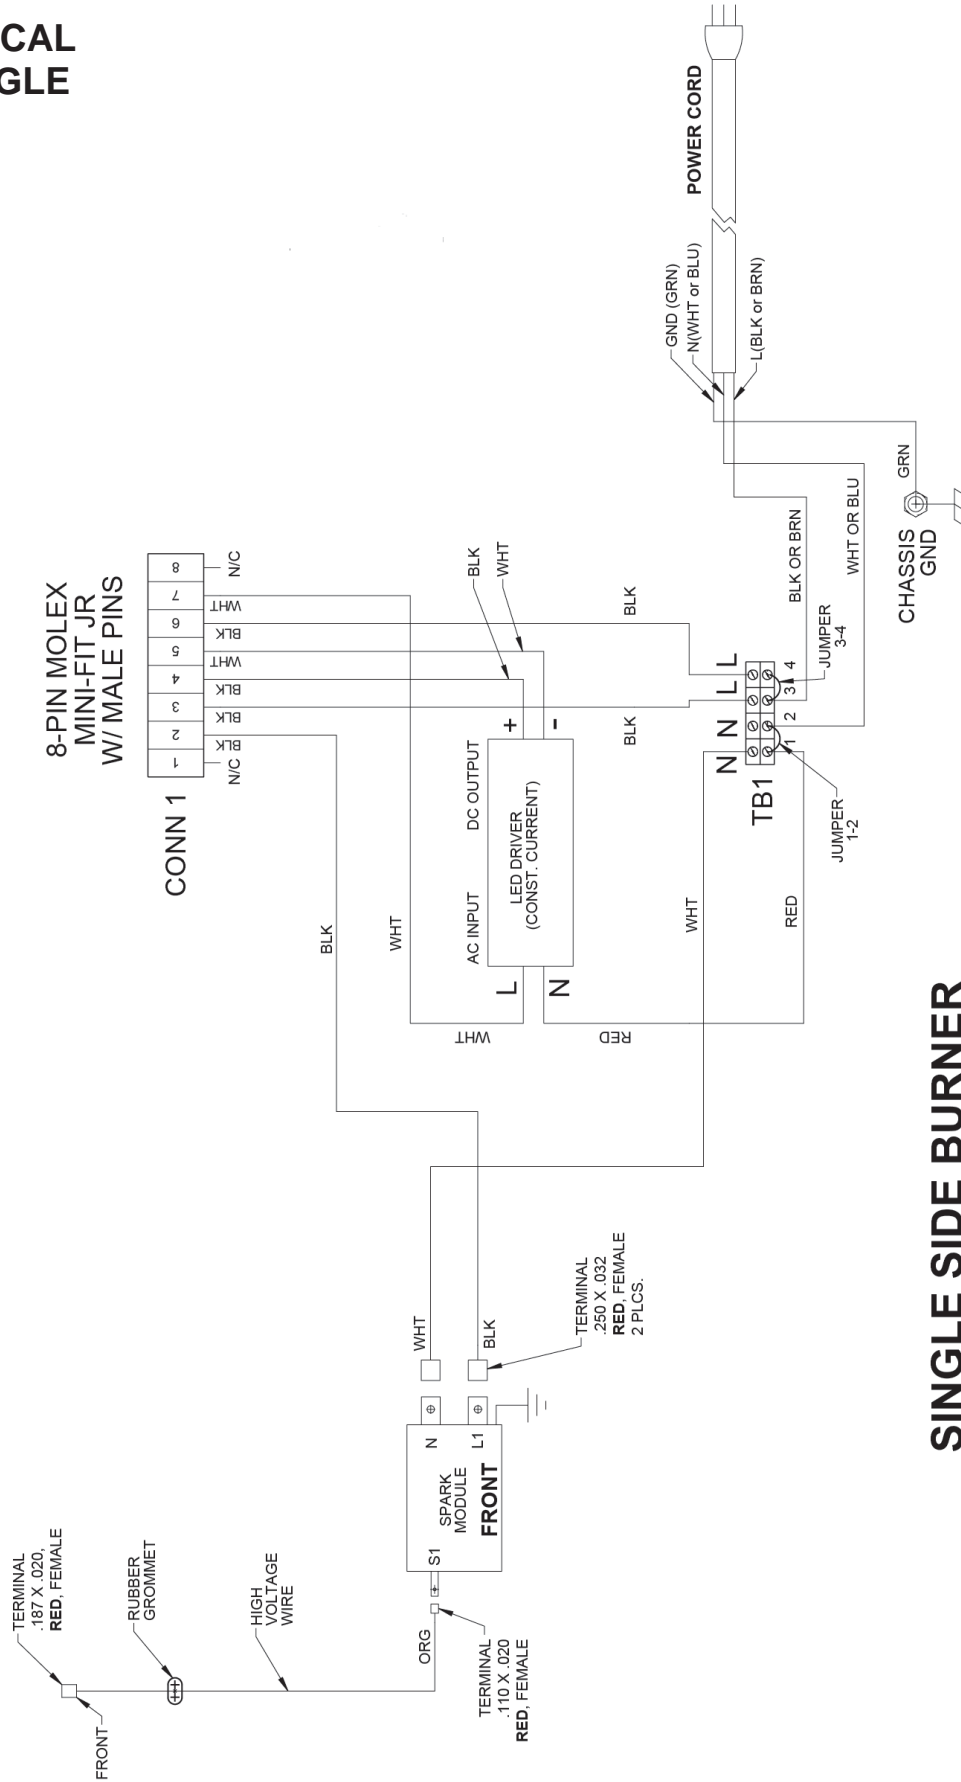 CAL
GLE
8-PIN MOLEX
MINI-FIT JR
W/ MALE PINS
CONN 1
8
7
6
5
4
3
2
1
N/C
WHT
BLK
WHT
BLK
BLK
BLK
N/C
POWER CORD
GND (GRN)
N(WHT or BLU)
L(BLK or BRN)
GRN
CHASSIS
GND
WHT OR BLU
BLK OR BRN
BLK
WHT
BLK
BLK
+
-
DC OUTPUT
LED DRIVER
(CONST. CURRENT)
AC INPUT
L
N
N
N
L
L
TB1
1
2
3
4
JUMPER
3-4
JUMPER
1-2
BLK
WHT
WHT
RED
WHT
RED
WHT
BLK
TERMINAL
.250 X .032
RED, FEMALE
2 PLCS.
N
L1
SPARK
MODULE
FRONT
S1
ORG
TERMINAL
.110 X .020
RED, FEMALE
HIGH
VOLTAGE
WIRE
RUBBER
GROMMET
TERMINAL
.187 X .020,
RED, FEMALE
FRONT
SINGLE SIDE BURNER